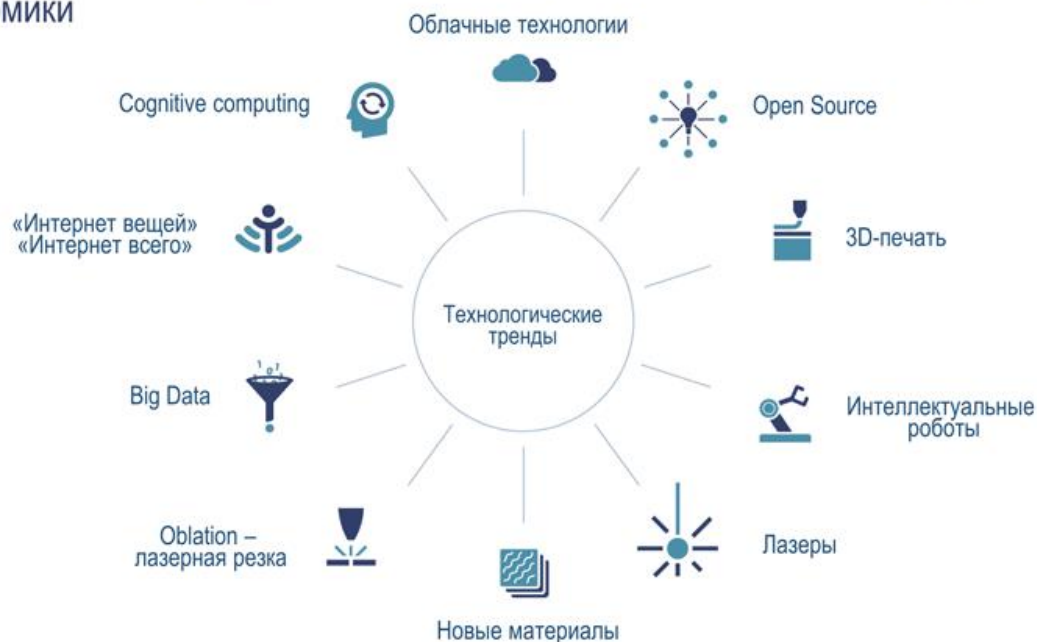 МИКИ
Облачные технологии
Cognitive computing
Open Source
«Интернет вещей»
«Интернет всего»
3D-печать
Технологические
тренды
Big Data
Интеллектуальные
роботы
Oblation –
лазерная резка
Лазеры
Новые материалы